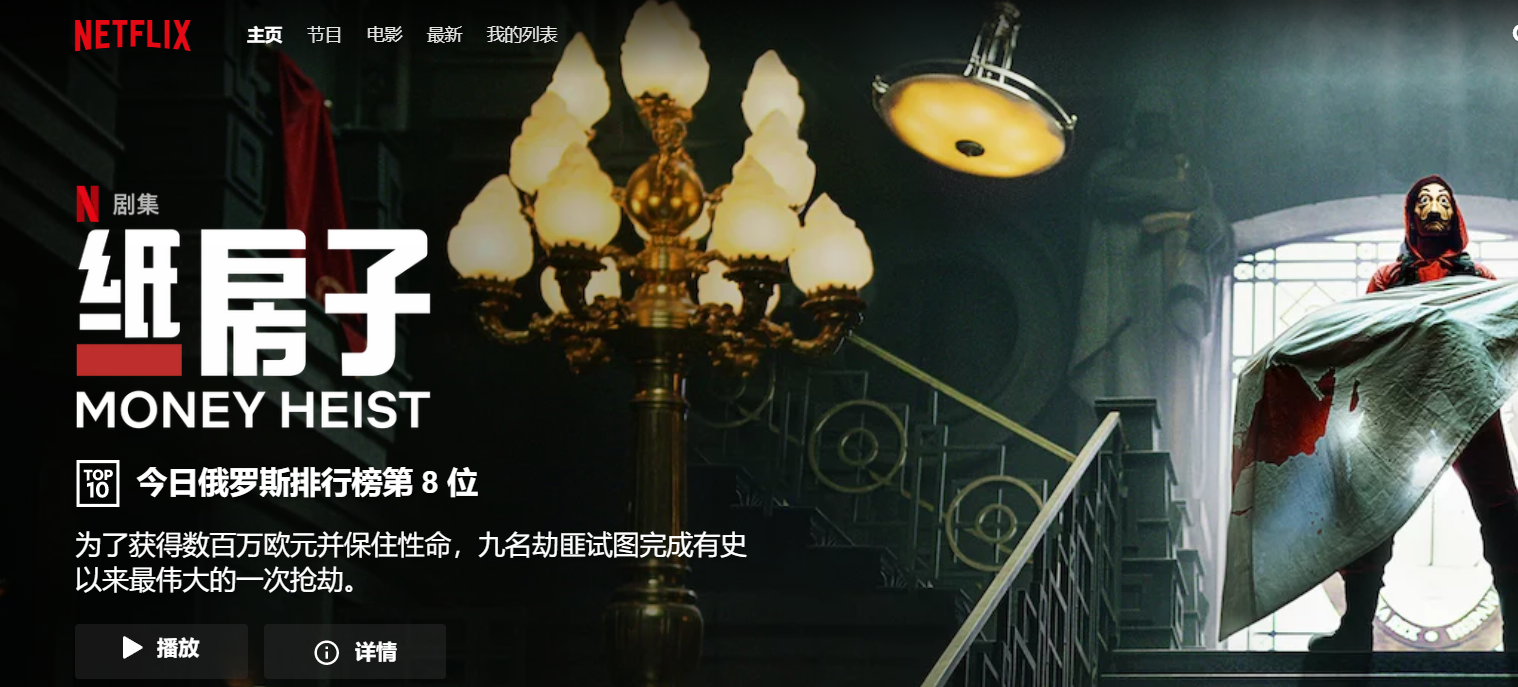 NETFLIX
主页 节目 电影 最新 我的列表
N 剧集
纸房子
MONEY HEIST
TOP 10 今日俄罗斯排行榜第 8 位
为了获得数百万欧元并保住性命，九名劫匪试图完成有史
以来最伟大的一次抢劫。
播放 详情